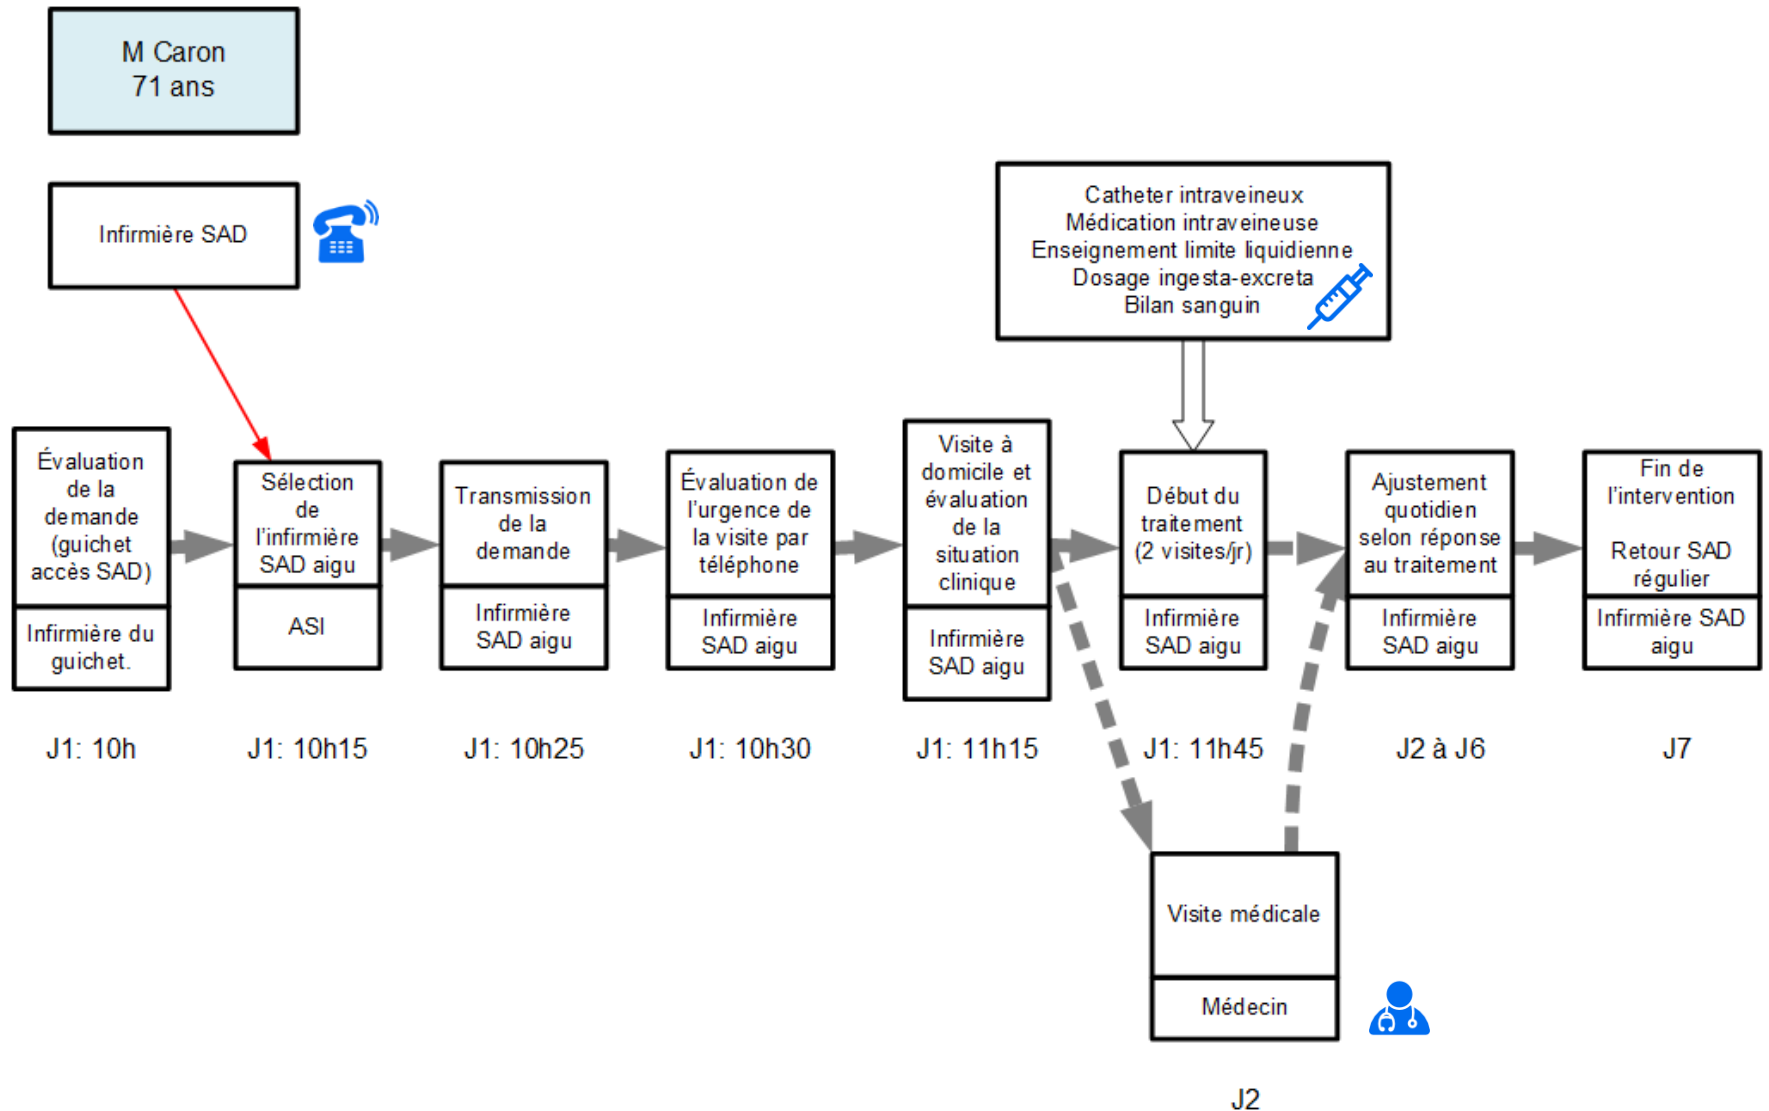 M Caron
71 ans
Infirmière SAD
Catheter intraveineux
Médication intraveineuse
Enseignement limite liquidienne
Dosage ingesta-excreta
Bilan sanguin
Évaluation
de la
demande
(guichet
accès SAD)
Infirmière du
guichet.
J1: 10h
Sélection
de
l'infirmière
SAD aigu
ASI
J1: 10h15
Transmission
de la
demande
Infirmière
SAD aigu
J1: 10h25
Évaluation de
l'urgence de
la visite par
téléphone
Infirmière
SAD aigu
J1: 10h30
Visite à
domicile et
évaluation
de la
situation
clinique
Infirmière
SAD aigu
J1: 11h15
Début du
traitement
(2 visites/jr)
Infirmière
SAD aigu
J1: 11h45
Ajustement
quotidien
selon réponse
au traitement
Infirmière
SAD aigu
J2 à J6
Fin de
l'intervention
Retour SAD
régulier
Infirmière SAD
aigu
J7
Visite médicale
Médecin
J2